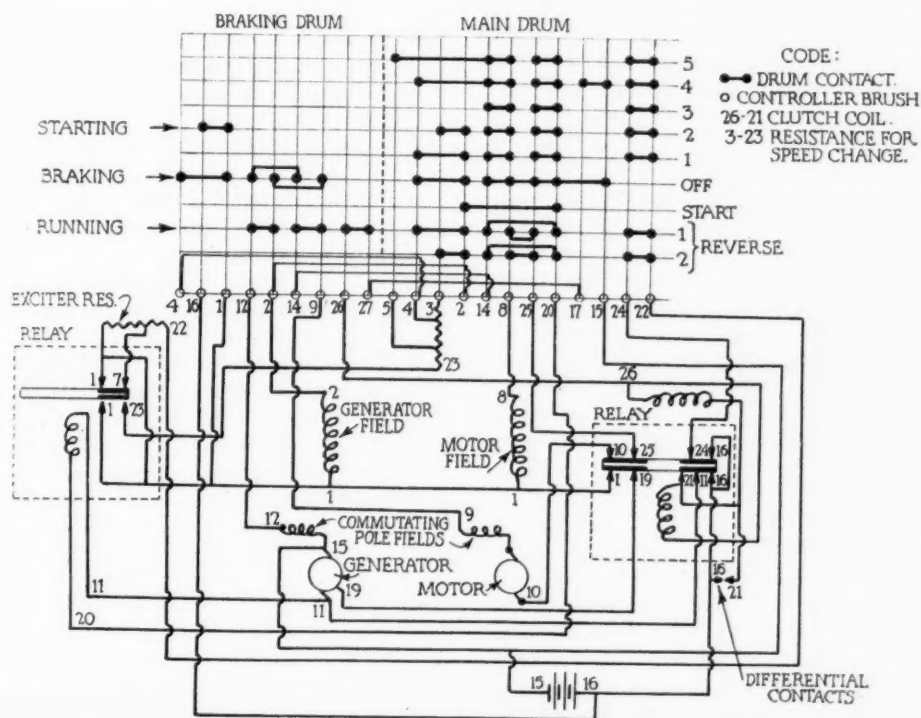 BRAKING DRUM
MAIN DRUM
CODE:
DRUM CONTACT.
CONTROLLER BRUSH
26-21 CLUTCH COIL.
3-23 RESISTANCE FOR
SPEED CHANGE.
5
4
3
2
1
OFF
START
1
2
REVERSE
STARTING
BRAKING
RUNNING
4 16 1 12 2 14 9 26 27 5 4 3 2 14 8 25 20 17 15 24 22
EXCITER RES.
22
RELAY
1 7
1 23
23
2
GENERATOR
FIELD
1
8
MOTOR
FIELD
1
26
RELAY
10 25 24 16
1 19 21 11 16
12
COMMUTATING
POLE FIELDS
9
15
GENERATOR
19
11
MOTOR
10
11
20
16
21
15 16
DIFFERENTIAL
CONTACTS